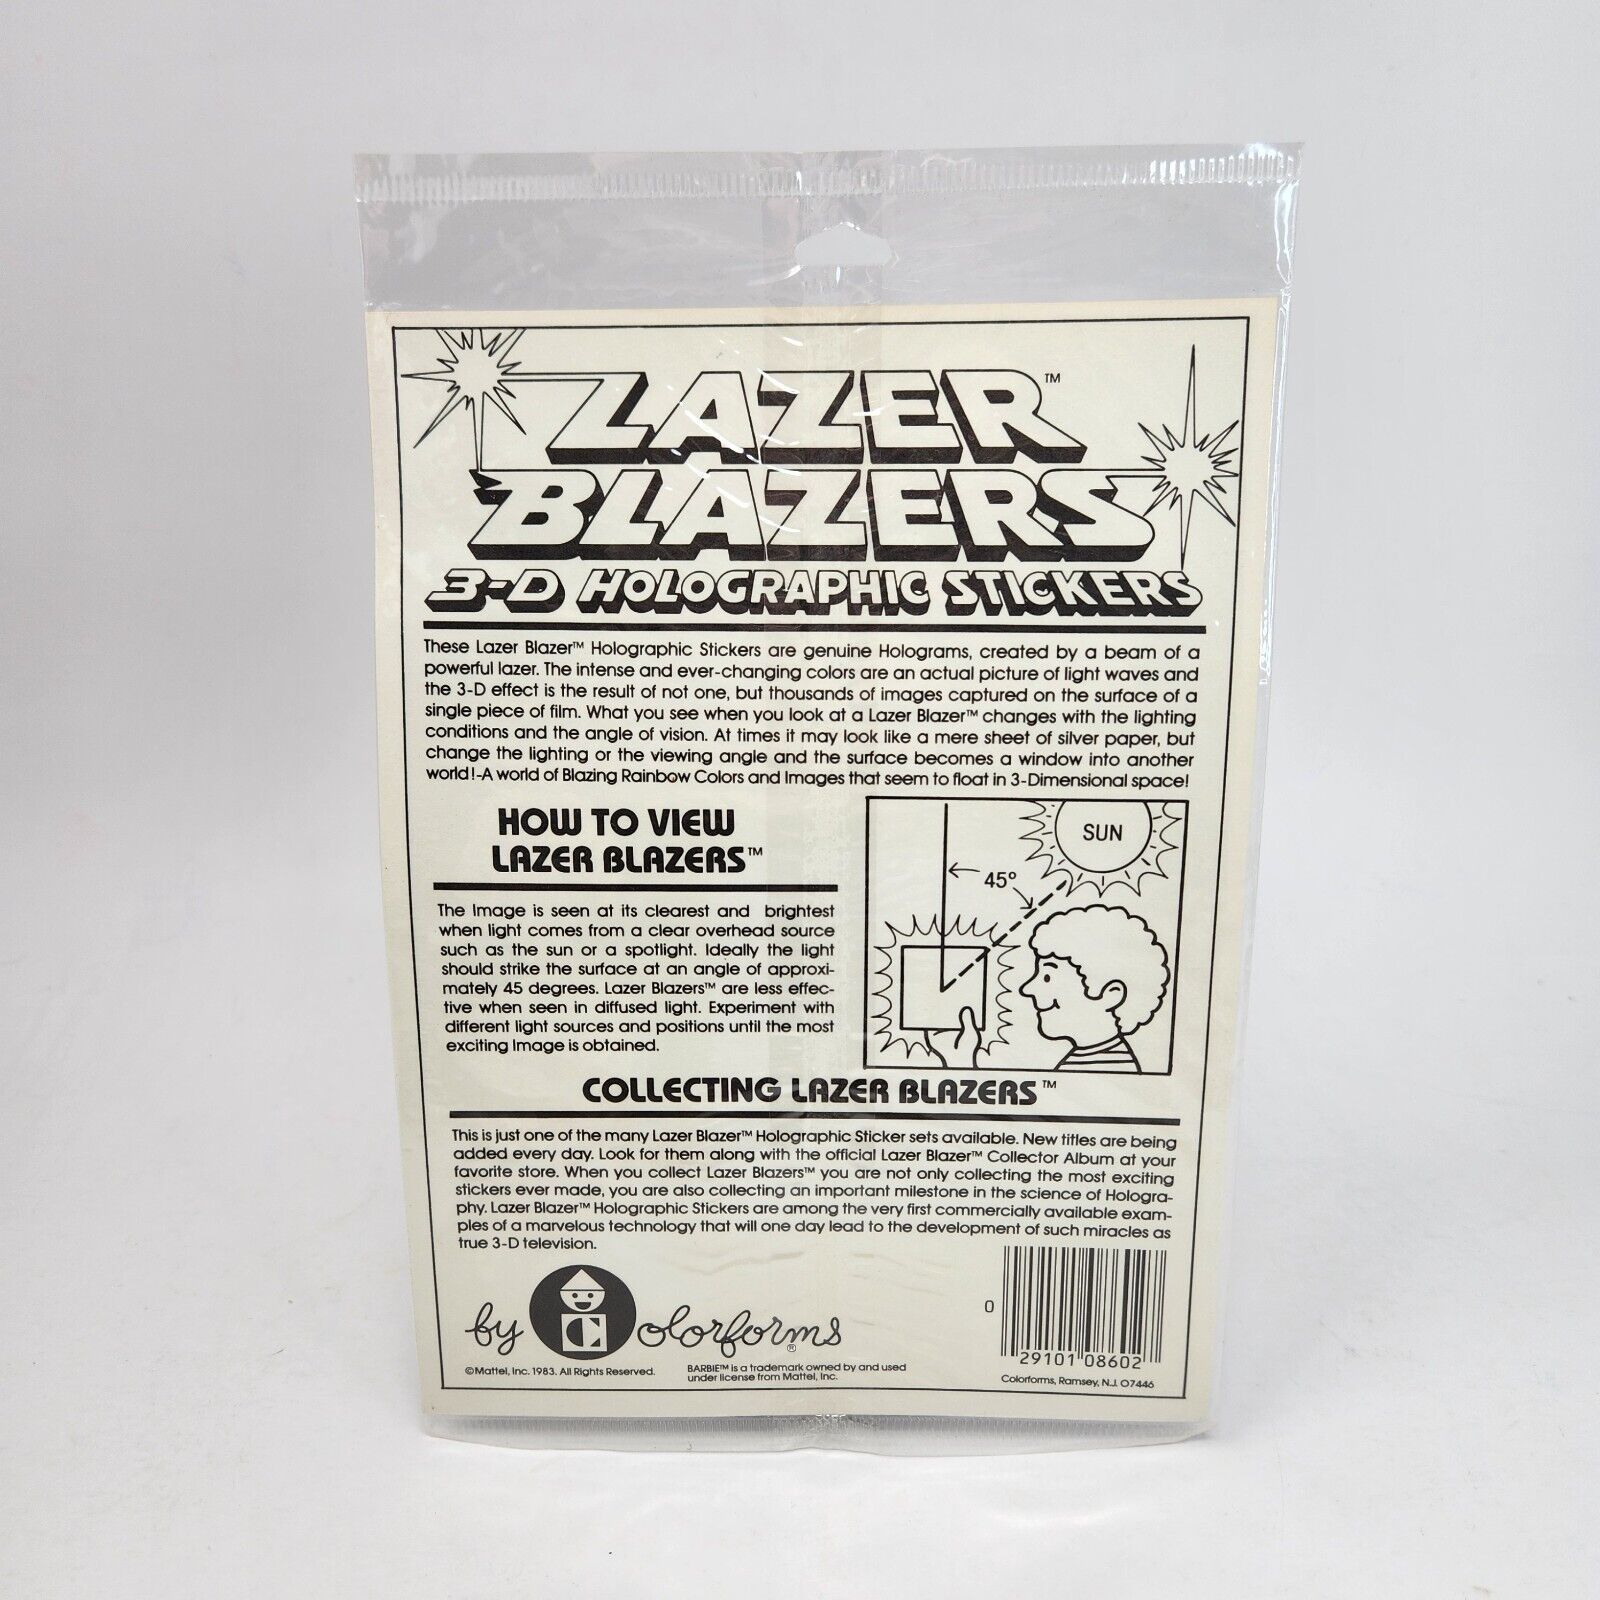 LAZER™
BLAZERS
3-D HOLOGRAPHIC STICKERS
These Lazer Blazer™ Holographic Stickers are genuine Holograms, created by a beam of a
powerful lazer. The intense and ever-changing colors are an actual picture of light waves and
the 3-D effect is the result of not one, but thousands of images captured on the surface of a
single piece of film. What you see when you look at a Lazer Blazer™ changes with the lighting
conditions and the angle of vision. At times it may look like a mere sheet of silver paper, but
change the lighting or the viewing angle and the surface becomes a window into another
world!-A world of Blazing Rainbow Colors and Images that seem to float in 3-Dimensional space!
HOW TO VIEW
LAZER BLAZERS™
The Image is seen at its clearest and brightest
when light comes from a clear overhead source
such as the sun or a spotlight. Ideally the light
should strike the surface at an angle of approxi-
mately 45 degrees. Lazer Blazers™ are less effec-
tive when seen in diffused light. Experiment with
different light sources and positions until the most
exciting Image is obtained.
SUN
45°
COLLECTING LAZER BLAZERS™
This is just one of the many Lazer Blazer™ Holographic Sticker sets available. New titles are being
added every day. Look for them along with the official Lazer Blazer™ Collector Album at your
favorite store. When you collect Lazer Blazers™ you are not only collecting the most exciting
stickers ever made, you are also collecting an important milestone in the science of Hologra-
phy. Lazer Blazer™ Holographic Stickers are among the very first commercially available exam-
ples of a marvelous technology that will one day lead to the development of such miracles as
true 3-D television.
by Colorforms®
©Mattel, Inc. 1983. All Rights Reserved.
BARBIE™ is a trademark owned by and used
under license from Mattel, Inc.
0
29101 08602
Colorforms, Ramsey, N.J. 07446